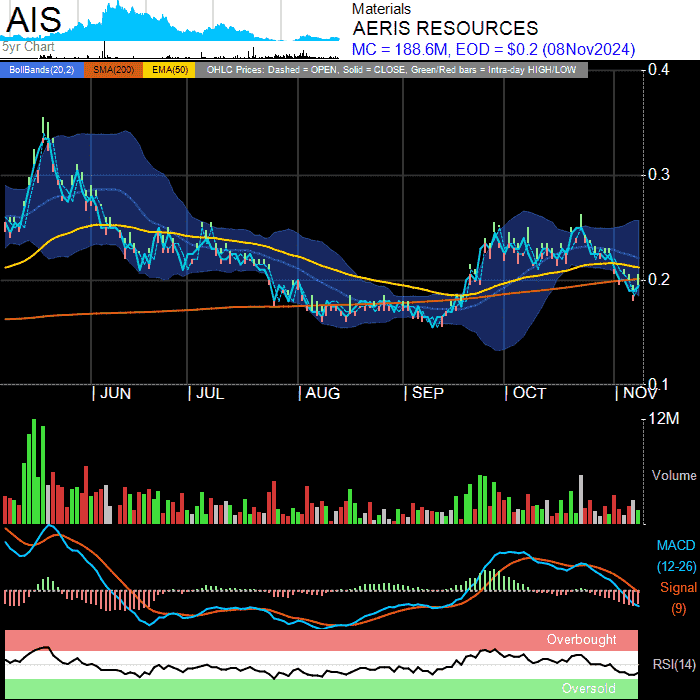 AIS
5yr Chart
Materials
AERIS RESOURCES
MC = 188.6M, EOD = $0.2 (08Nov2024)
BollBands(20,2) SMA(200) EMA(50) OHLC Prices: Dashed = OPEN, Solid = CLOSE, Green/Red bars = Intra-day HIGH/LOW
0.4
0.3
0.2
0.1
JUN JUL AUG SEP OCT NOV
12M
Volume
MACD
(12-26)
Signal
(9)
Overbought
RSI(14)
Oversold